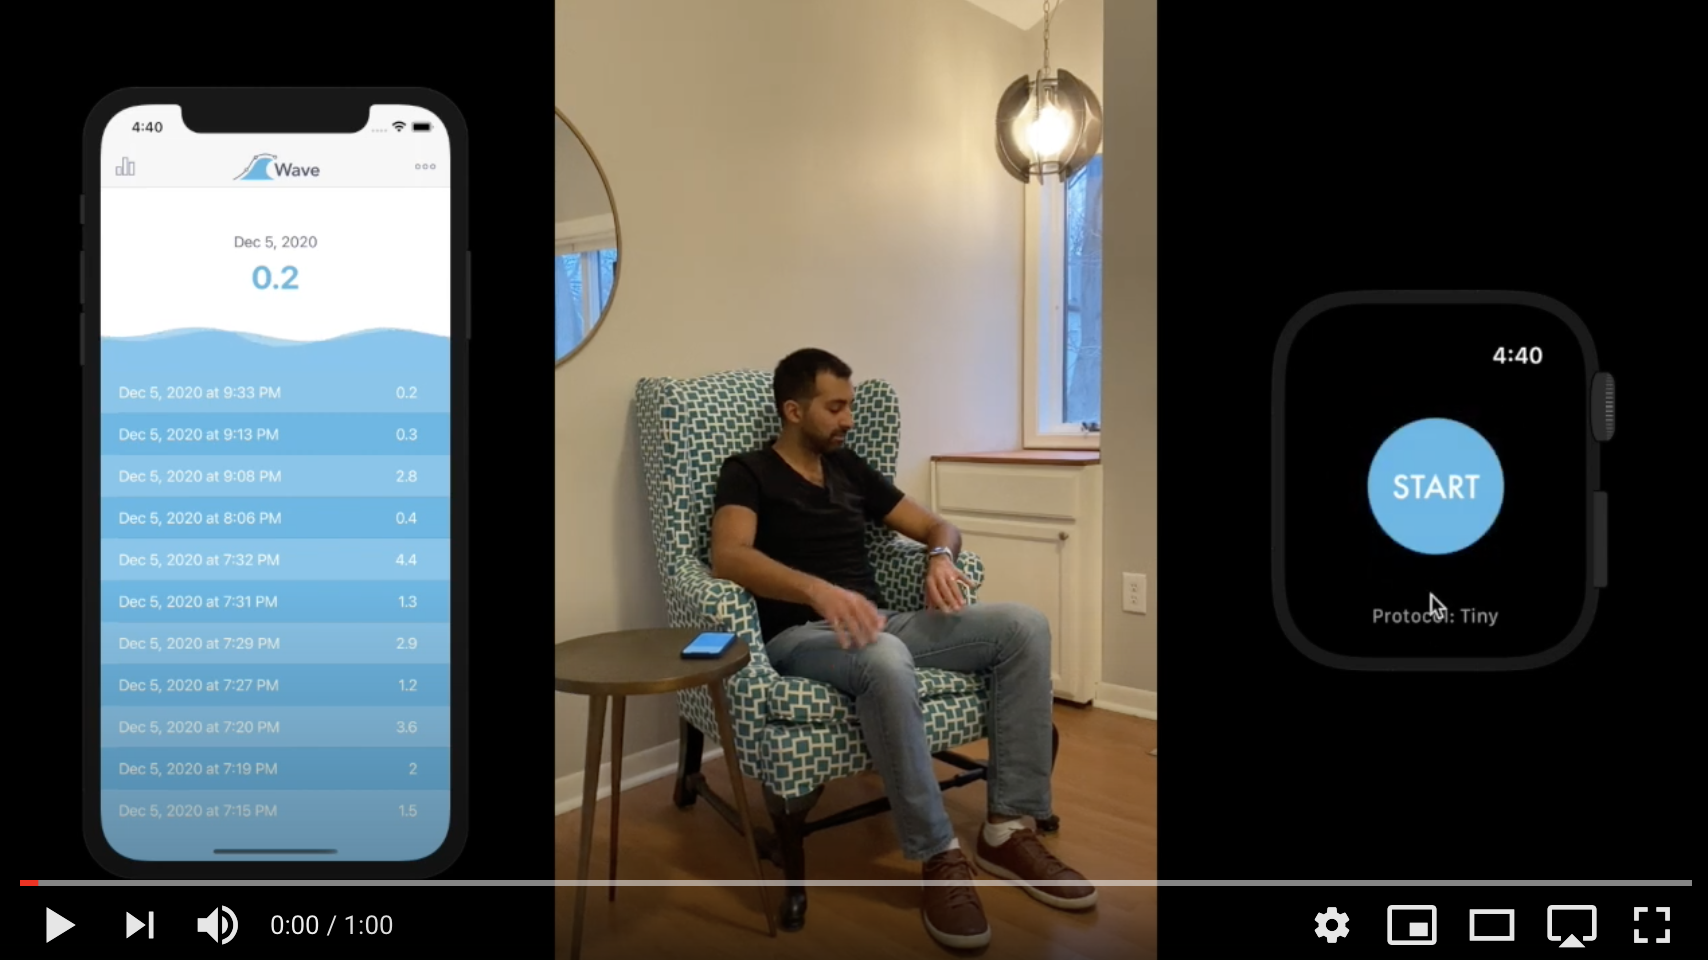 4:40
Wave
Dec 5, 2020
0.2
Dec 5, 2020 at 9:33 PM 0.2
Dec 5, 2020 at 9:13 PM 0.3
Dec 5, 2020 at 9:08 PM 2.8
Dec 5, 2020 at 8:06 PM 0.4
Dec 5, 2020 at 7:32 PM 4.4
Dec 5, 2020 at 7:31 PM 1.3
Dec 5, 2020 at 7:29 PM 2.9
Dec 5, 2020 at 7:27 PM 1.2
Dec 5, 2020 at 7:20 PM 3.6
Dec 5, 2020 at 7:19 PM 2
Dec 5, 2020 at 7:15 PM 1.5
4:40
START
Protocol: Tiny
0:00 / 1:00